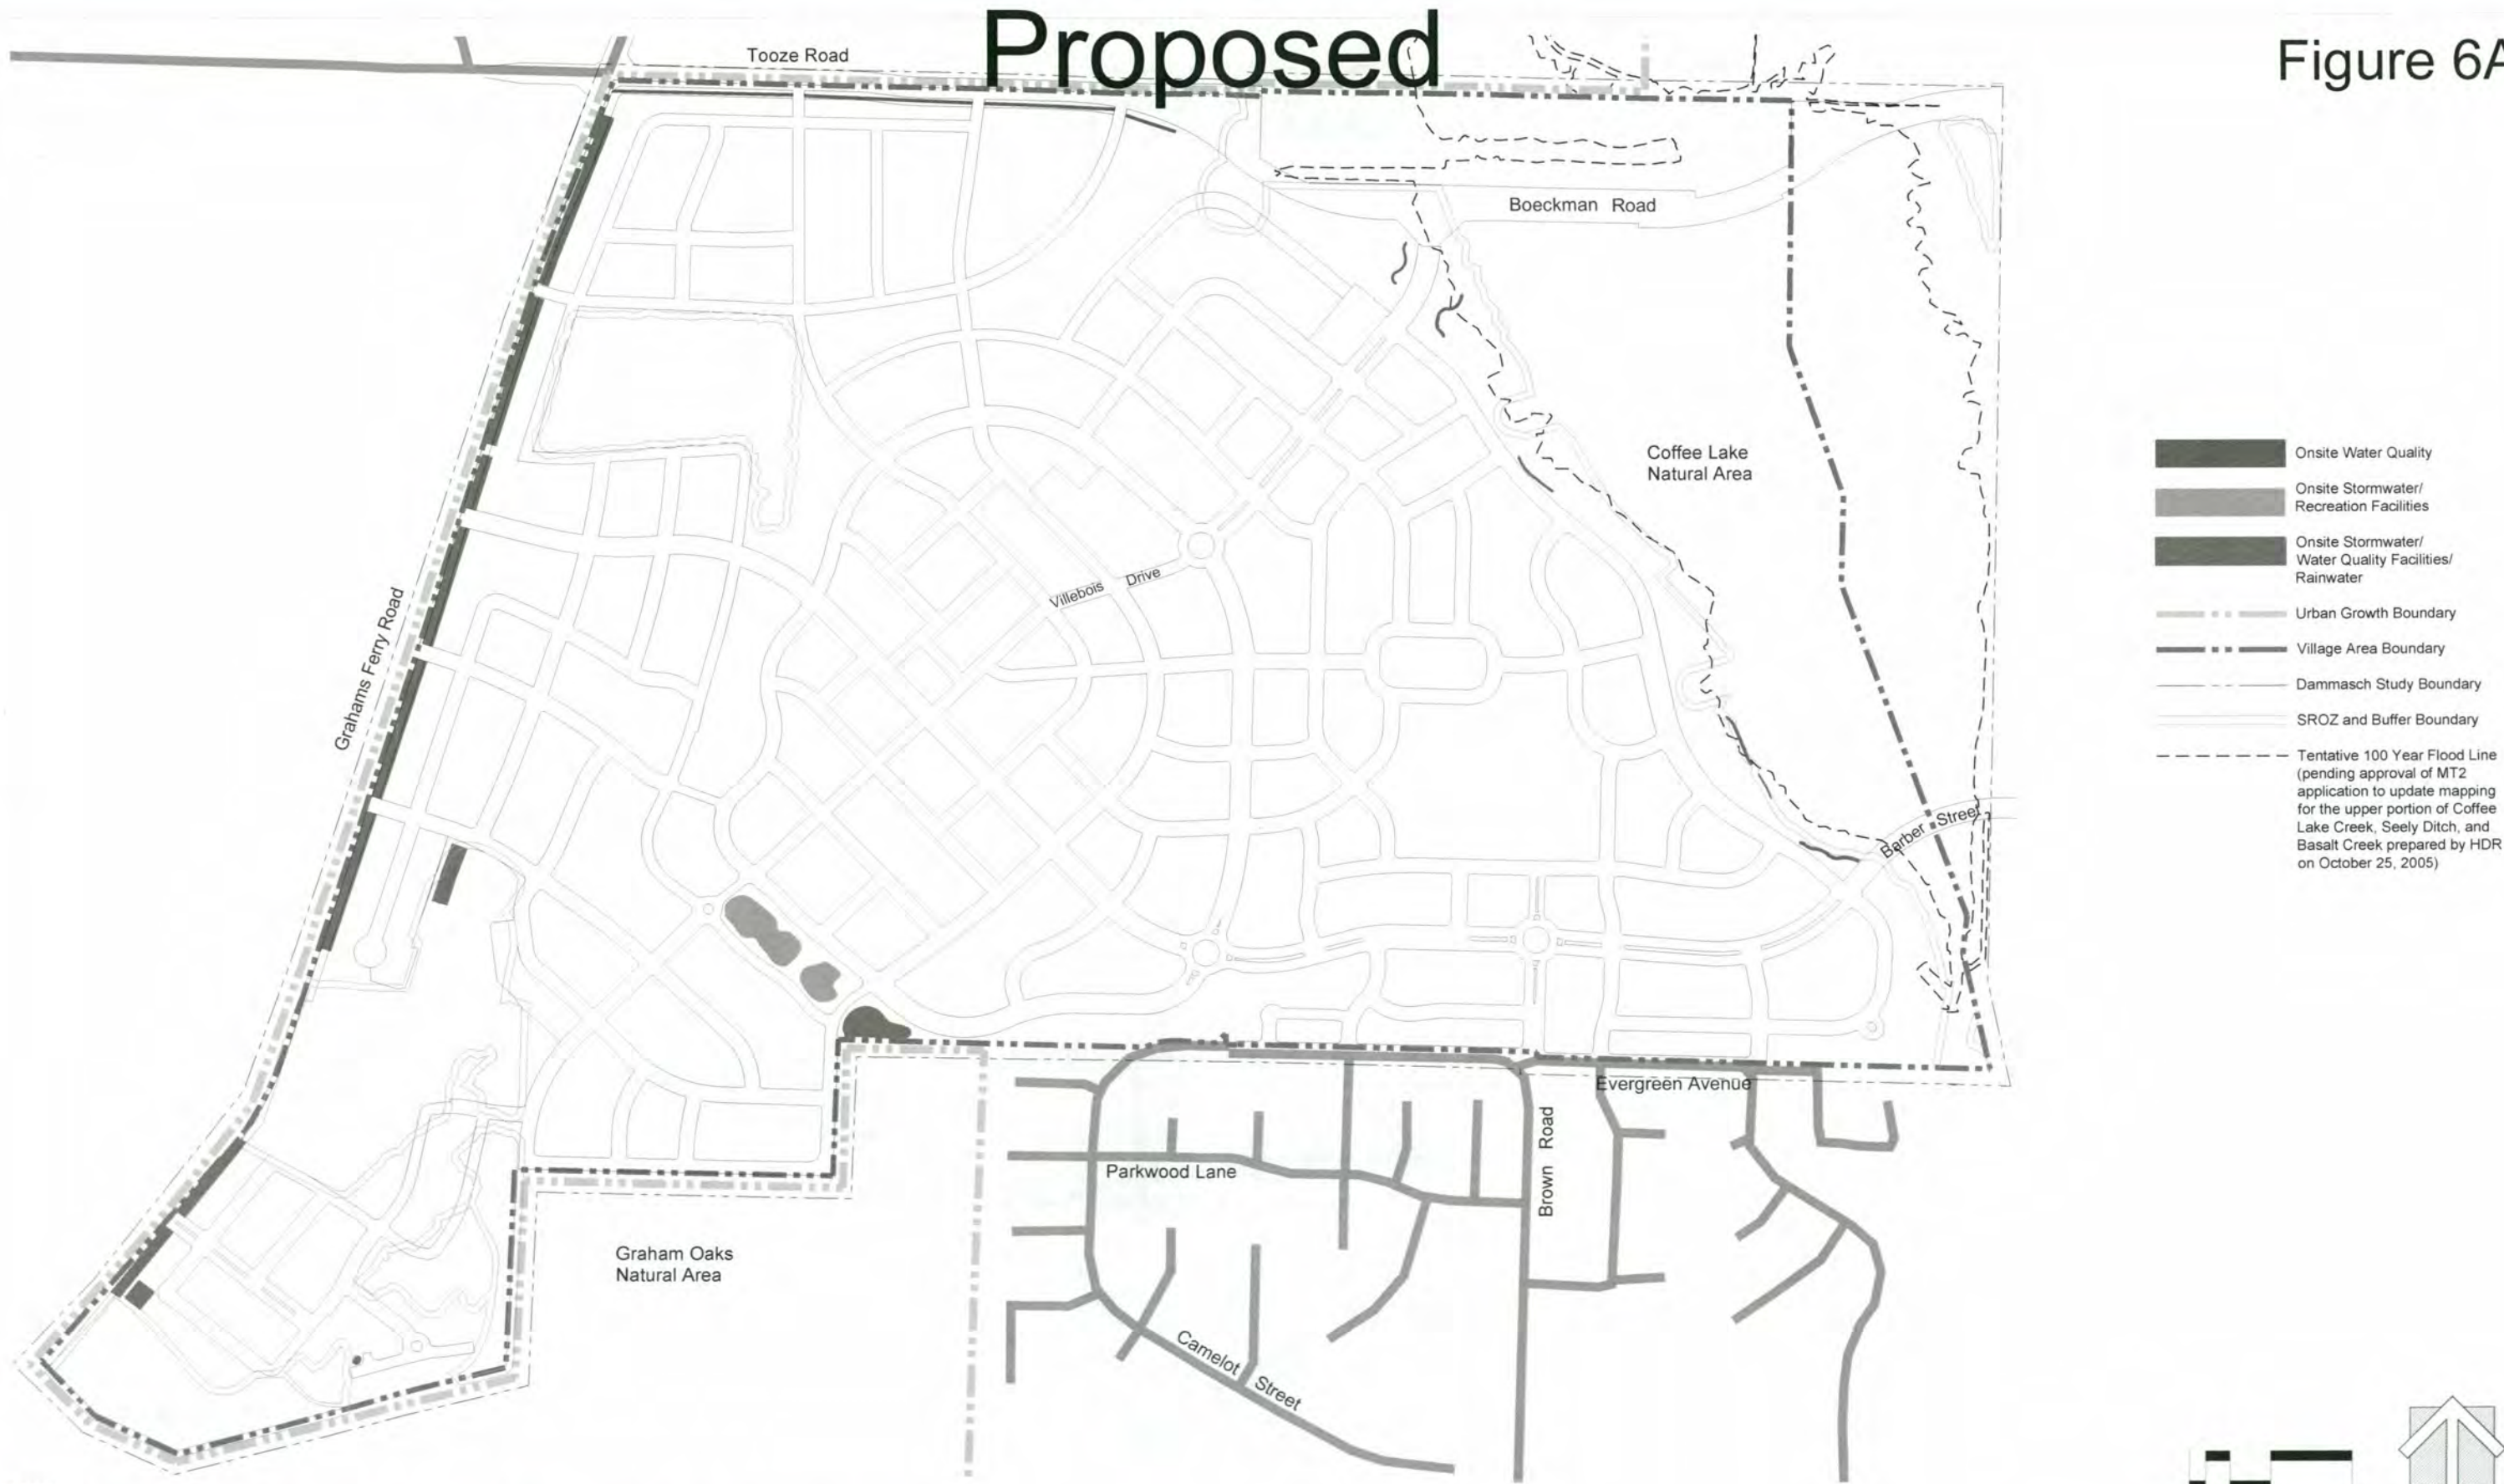 Proposed
Figure 6A
Tooze Road
Boeckman Road
Coffee Lake
Natural Area
Villebois Drive
Grahams Ferry Road
Barber Street
Evergreen Avenue
Brown Road
Parkwood Lane
Graham Oaks
Natural Area
Camelot Street
Onsite Water Quality
Onsite Stormwater/
Recreation Facilities
Onsite Stormwater/
Water Quality Facilities/
Rainwater
Urban Growth Boundary
Village Area Boundary
Dammasch Study Boundary
SROZ and Buffer Boundary
Tentative 100 Year Flood Line
(pending approval of MT2
application to update mapping
for the upper portion of Coffee
Lake Creek, Seely Ditch, and
Basalt Creek prepared by HDR
on October 25, 2005)